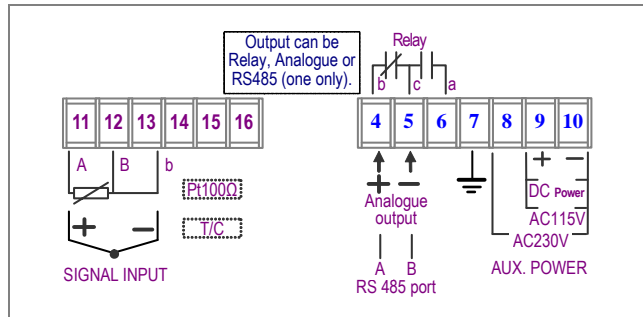 Output can be
Relay, Analogue or
RS485 (one only).
Relay
b c a
11 12 13 14 15 16
4 5 6 7 8 9 10
A B b
Pt100Ω
+ −
T/C
SIGNAL INPUT
+ −
Analogue
output
A B
RS 485 port
+ −
DC Power
AC115V
AC230V
AUX. POWER